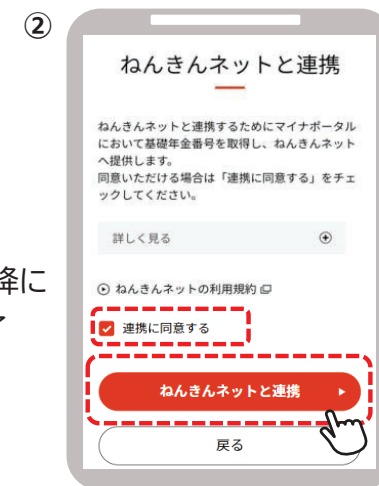 ②
ねんきんネットと連携
ねんきんネットと連携するためにマイナポータル
において基礎年金番号を取得し、ねんきんネット
へ提供します。
同意いただける場合は「連携に同意する」をチェ
ックしてください。
詳しく見る
ねんきんネットの利用規約
降に
連携に同意する
ねんきんネットと連携
戻る